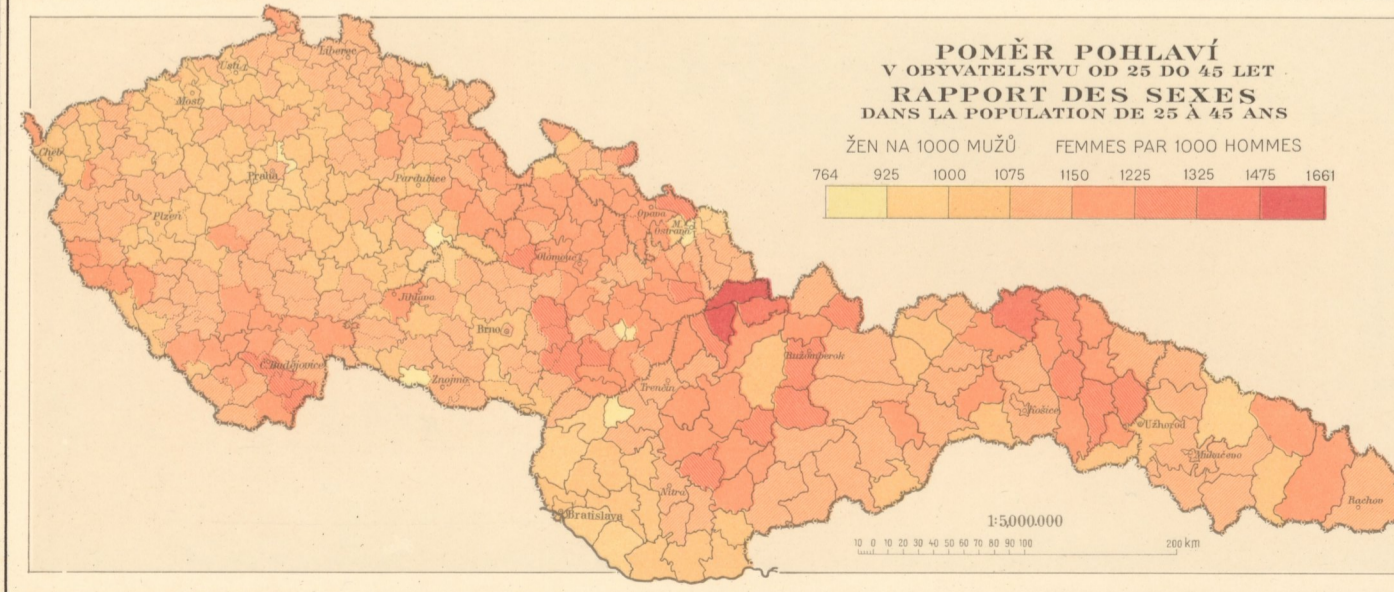 POMĚR POHLAVÍ
V OBYVATELSTVU OD 25 DO 45 LET
RAPPORT DES SEXES
DANS LA POPULATION DE 25 À 45 ANS
ŽEN NA 1000 MUŽŮ FEMMES PAR 1000 HOMMES
764 925 1000 1075 1150 1225 1325 1475 1661
Liberec
Ústí
Most
Cheb
Praha
Pardubice
Plzeň
Opava
M. Ostrava
Olomouc
Jihlava
Brno
Č. Budějovice
Znojmo
Ružomberok
Trenčín
Košice
Užhorod
Mukačevo
Nitra
Rachov
Bratislava
1:5,000.000
10 0 10 20 30 40 50 60 70 80 90 100 200 km